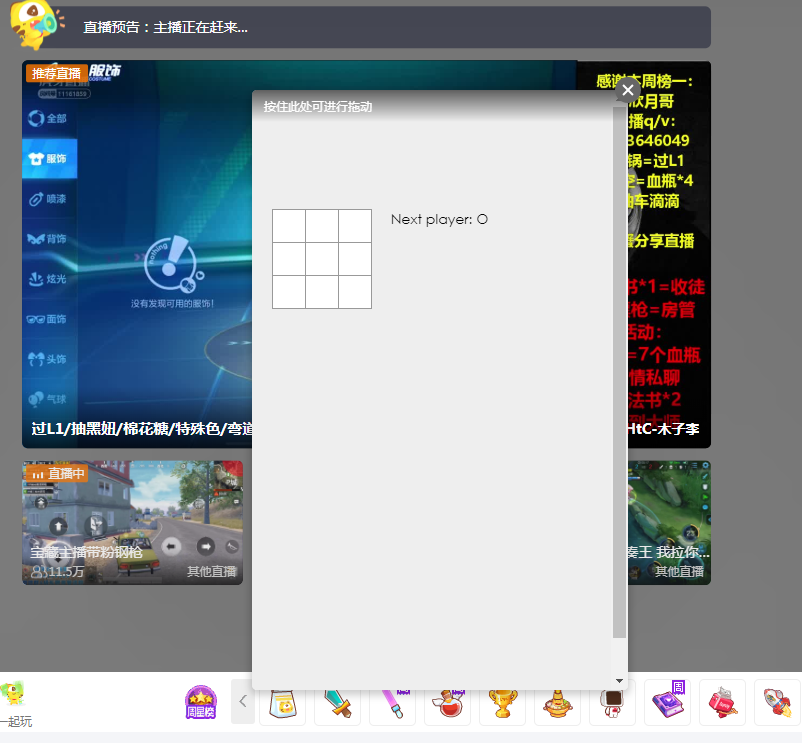 直播预告：主播正在赶来...
推荐直播
服饰
COSTUME
11181859
全部
服饰
喷漆
背饰
炫光
面饰
头饰
气球
nothing
没有发现可用的服饰！
过L1/抽黑妞/棉花糖/特殊色/弯道
按住此处可进行拖动
Next player: O
感谢本周榜一：
欣月哥
播q/v:
3646049
锅=过L1
=血瓶*4
车滴滴
分享直播
书*1=收徒
枪=房管
活动：
=7个血瓶
情私聊
法书*2
HtC-木子李
直播中
宝藏主播带粉钢枪
11.5万
其他直播
奏王 我拉你...
其他直播
一起玩
周星榜
New
New
周